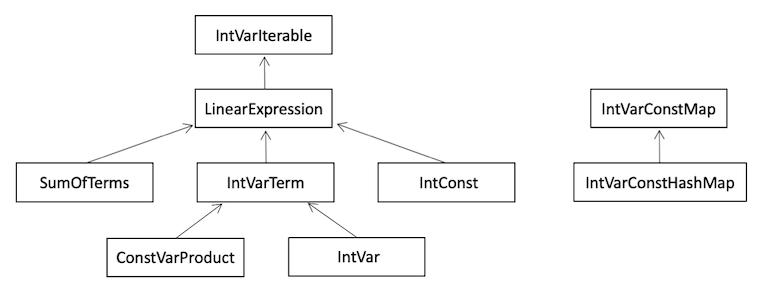 IntVarIterable
LinearExpression
IntVarConstMap
SumOfTerms
IntVarTerm
IntConst
IntVarConstHashMap
ConstVarProduct
IntVar